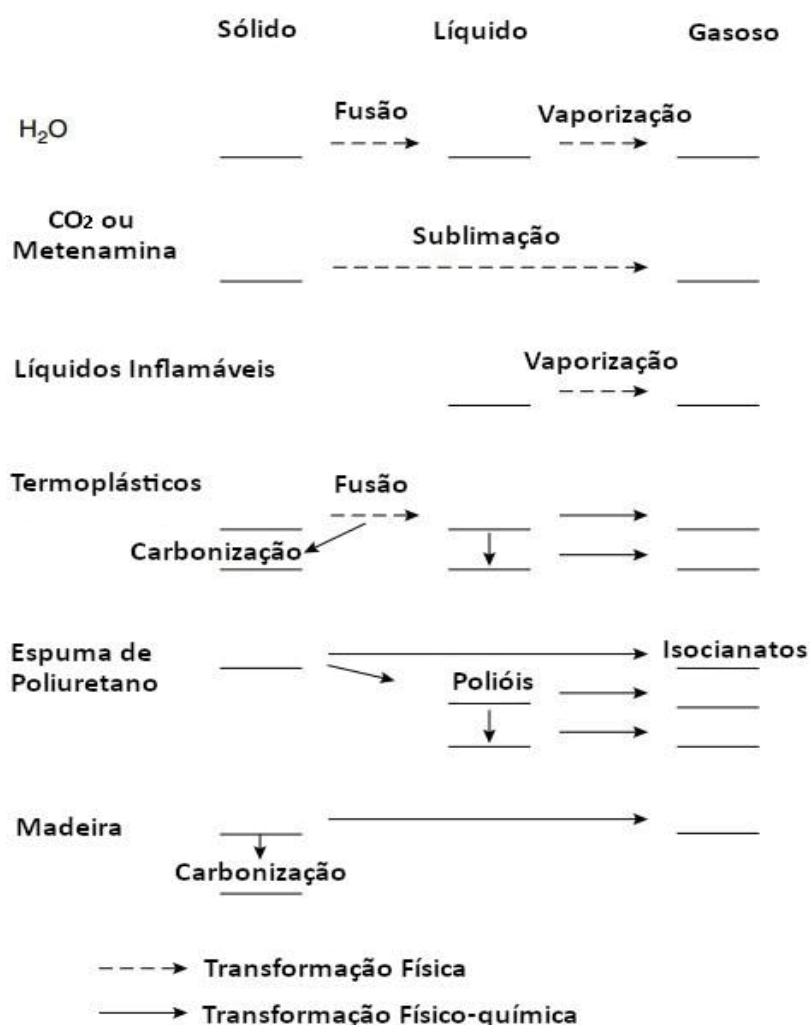 Sólido Líquido Gasoso
Fusão Vaporização
H₂O
CO₂ ou
Metenamina
Sublimação
Líquidos Inflamáveis
Vaporização
Termoplásticos
Fusão
Carbonização
Espuma de
Poliuretano
Isocianatos
Polióis
Madeira
Carbonização
Transformação Física
Transformação Físico-química